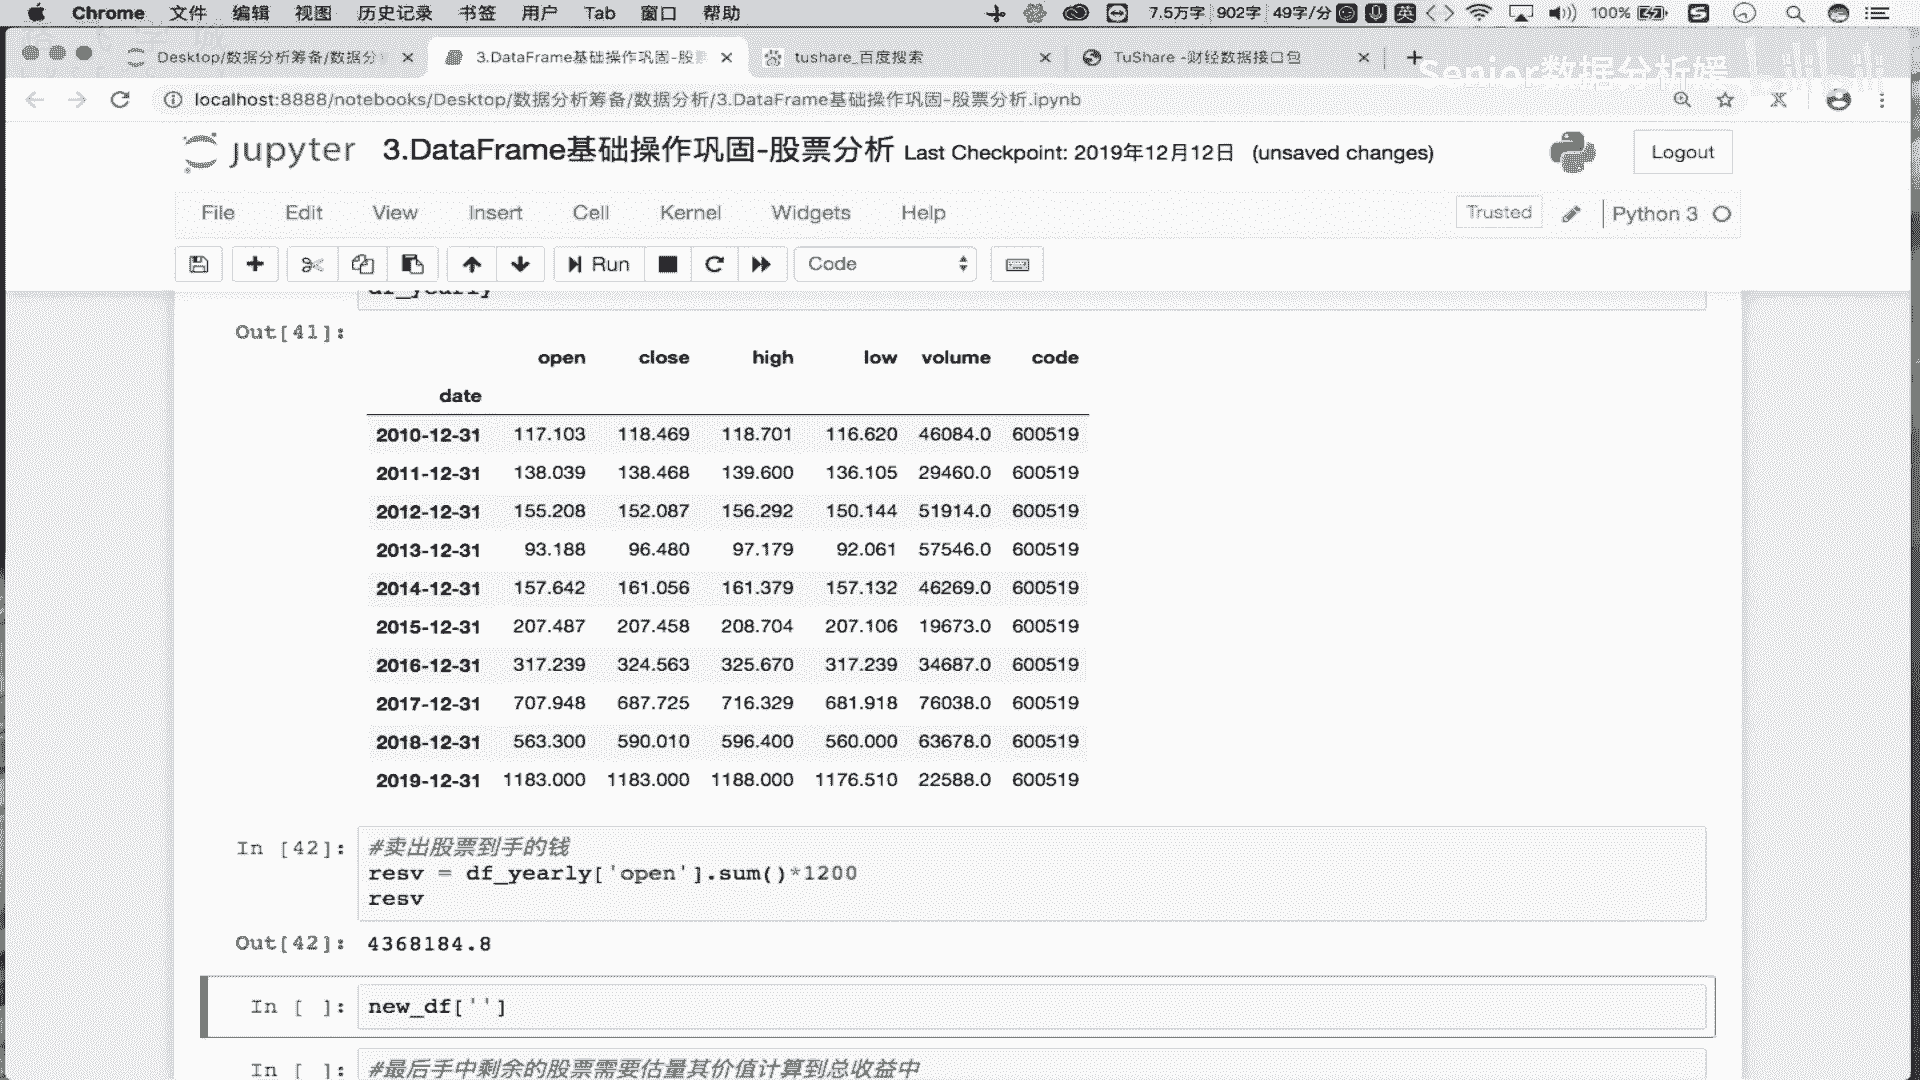 Chrome 文件 编辑 视图 历史记录 书签 用户 Tab 窗口 帮助 7.5万字 902字 49字/分 英 100%
Desktop/数据分析筹备/数据分 3.DataFrame基础操作巩固-股票 tushare_百度搜索 TuShare -财经数据接口包
Senior数据分析媛
localhost:8888/notebooks/Desktop/数据分析筹备/数据分析/3.DataFrame基础操作巩固-股票分析.ipynb
jupyter 3.DataFrame基础操作巩固-股票分析 Last Checkpoint: 2019年12月12日 (unsaved changes) Logout
File Edit View Insert Cell Kernel Widgets Help Trusted Python 3
Run Code
df_yearly
Out[41]:
open close high low volume code
date
2010-12-31 117.103 118.469 118.701 116.620 46084.0 600519
2011-12-31 138.039 138.468 139.600 136.105 29460.0 600519
2012-12-31 155.208 152.087 156.292 150.144 51914.0 600519
2013-12-31 93.188 96.480 97.179 92.061 57546.0 600519
2014-12-31 157.642 161.056 161.379 157.132 46269.0 600519
2015-12-31 207.487 207.458 208.704 207.106 19673.0 600519
2016-12-31 317.239 324.563 325.670 317.239 34687.0 600519
2017-12-31 707.948 687.725 716.329 681.918 76038.0 600519
2018-12-31 563.300 590.010 596.400 560.000 63678.0 600519
2019-12-31 1183.000 1183.000 1188.000 1176.510 22588.0 600519
In [42]: #卖出股票到手的钱
resv = df_yearly['open'].sum()*1200
resv
Out[42]: 4368184.8
In [ ]: new_df['']
In [ ]: #最后手中剩余的股票需要估量其价值计算到总收益中